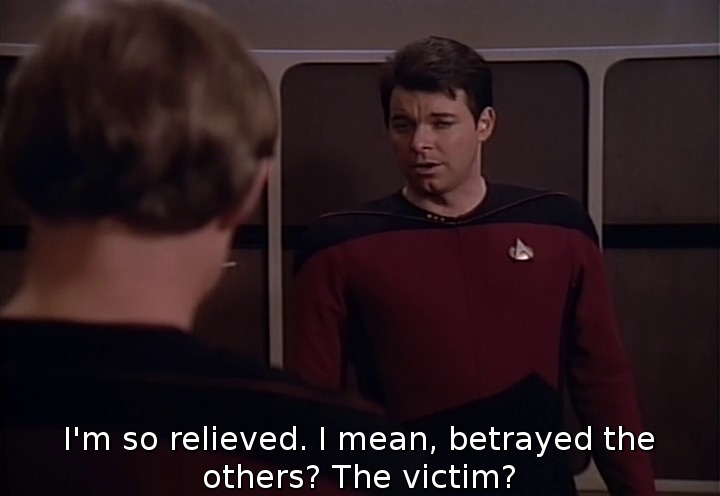 I'm so relieved. I mean, betrayed the
others? The victim?